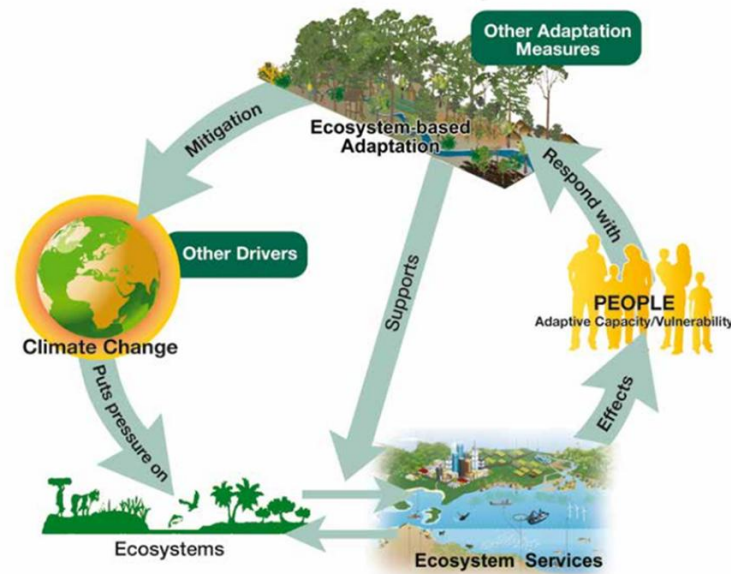 Other Adaptation
Measures
Ecosystem-based
Adaptation
Mitigation
Respond with
Other Drivers
Supports
PEOPLE
Adaptive Capacity/Vulnerability
Climate Change
Puts pressure on
Effects
Ecosystems
Ecosystem Services